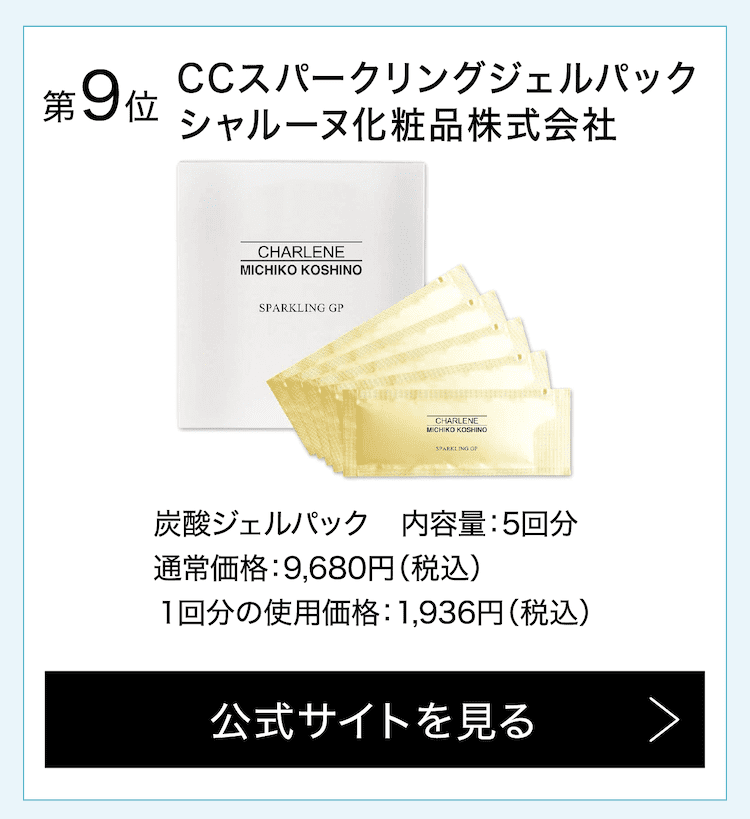 第9位
CCスパークリングジェルパック
シャルーヌ化粧品株式会社
CHARLENE
MICHIKO KOSHINO
SPARKLING GP
CHARLENE
MICHIKO KOSHINO
SPARKLING GP
炭酸ジェルパック　内容量：5回分
通常価格：9,680円（税込）
1回分の使用価格：1,936円（税込）
公式サイトを見る